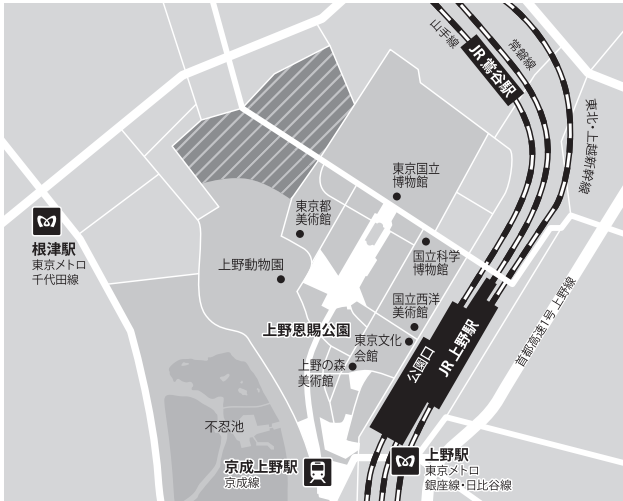 山手線
JR 鶯谷駅
常磐線
東北・上越新幹線
東京国立
博物館
東京都
美術館
根津駅
東京メトロ
千代田線
上野動物園
国立科学
博物館
国立西洋
美術館
上野恩賜公園
東京文化
会館
上野の森
美術館
公園口
JR 上野駅
首都高速1号 上野線
不忍池
京成上野駅
京成線
上野駅
東京メトロ
銀座線・日比谷線